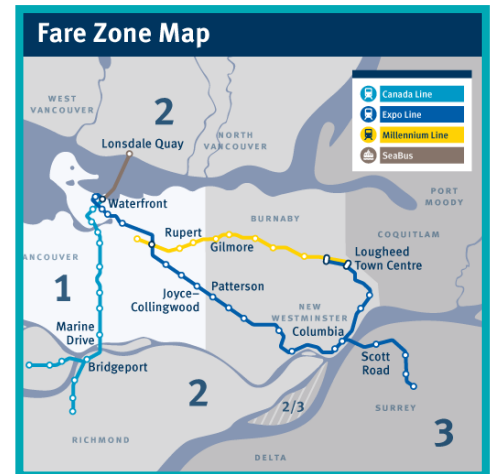 Fare Zone Map
Canada Line
Expo Line
Millennium Line
SeaBus
WEST
VANCOUVER
2
Lonsdale Quay
NORTH
VANCOUVER
PORT
MOODY
Waterfront
BURNABY
Rupert
Gilmore
COQUITLAM
Lougheed
Town Centre
ANCOUVER
1
Joyce–
Collingwood
Patterson
NEW
WESTMINSTER
Columbia
Marine
Drive
Bridgeport
Scott
Road
2
2/3
SURREY
3
RICHMOND
DELTA